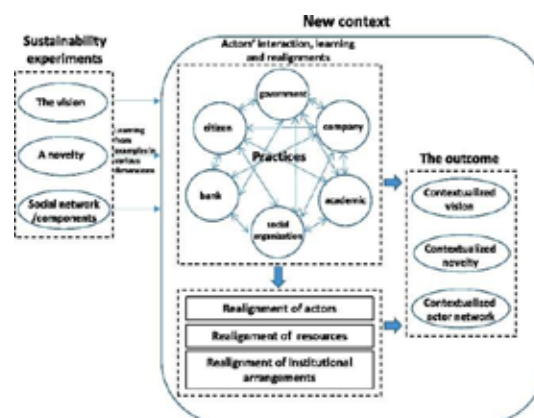 New context
Sustainability
experiments
The vision
A novelty
Social network
/components
Learning
from
examples in
various
dimensions
Actors' interaction, learning
and realignments
government
citizen
company
Practices
bank
academic
social
organization
Realignment of actors
Realignment of resources
Realignment of institutional
arrangements
The outcome
Contextualized
vision
Contextualized
novelty
Contextualized
actor network